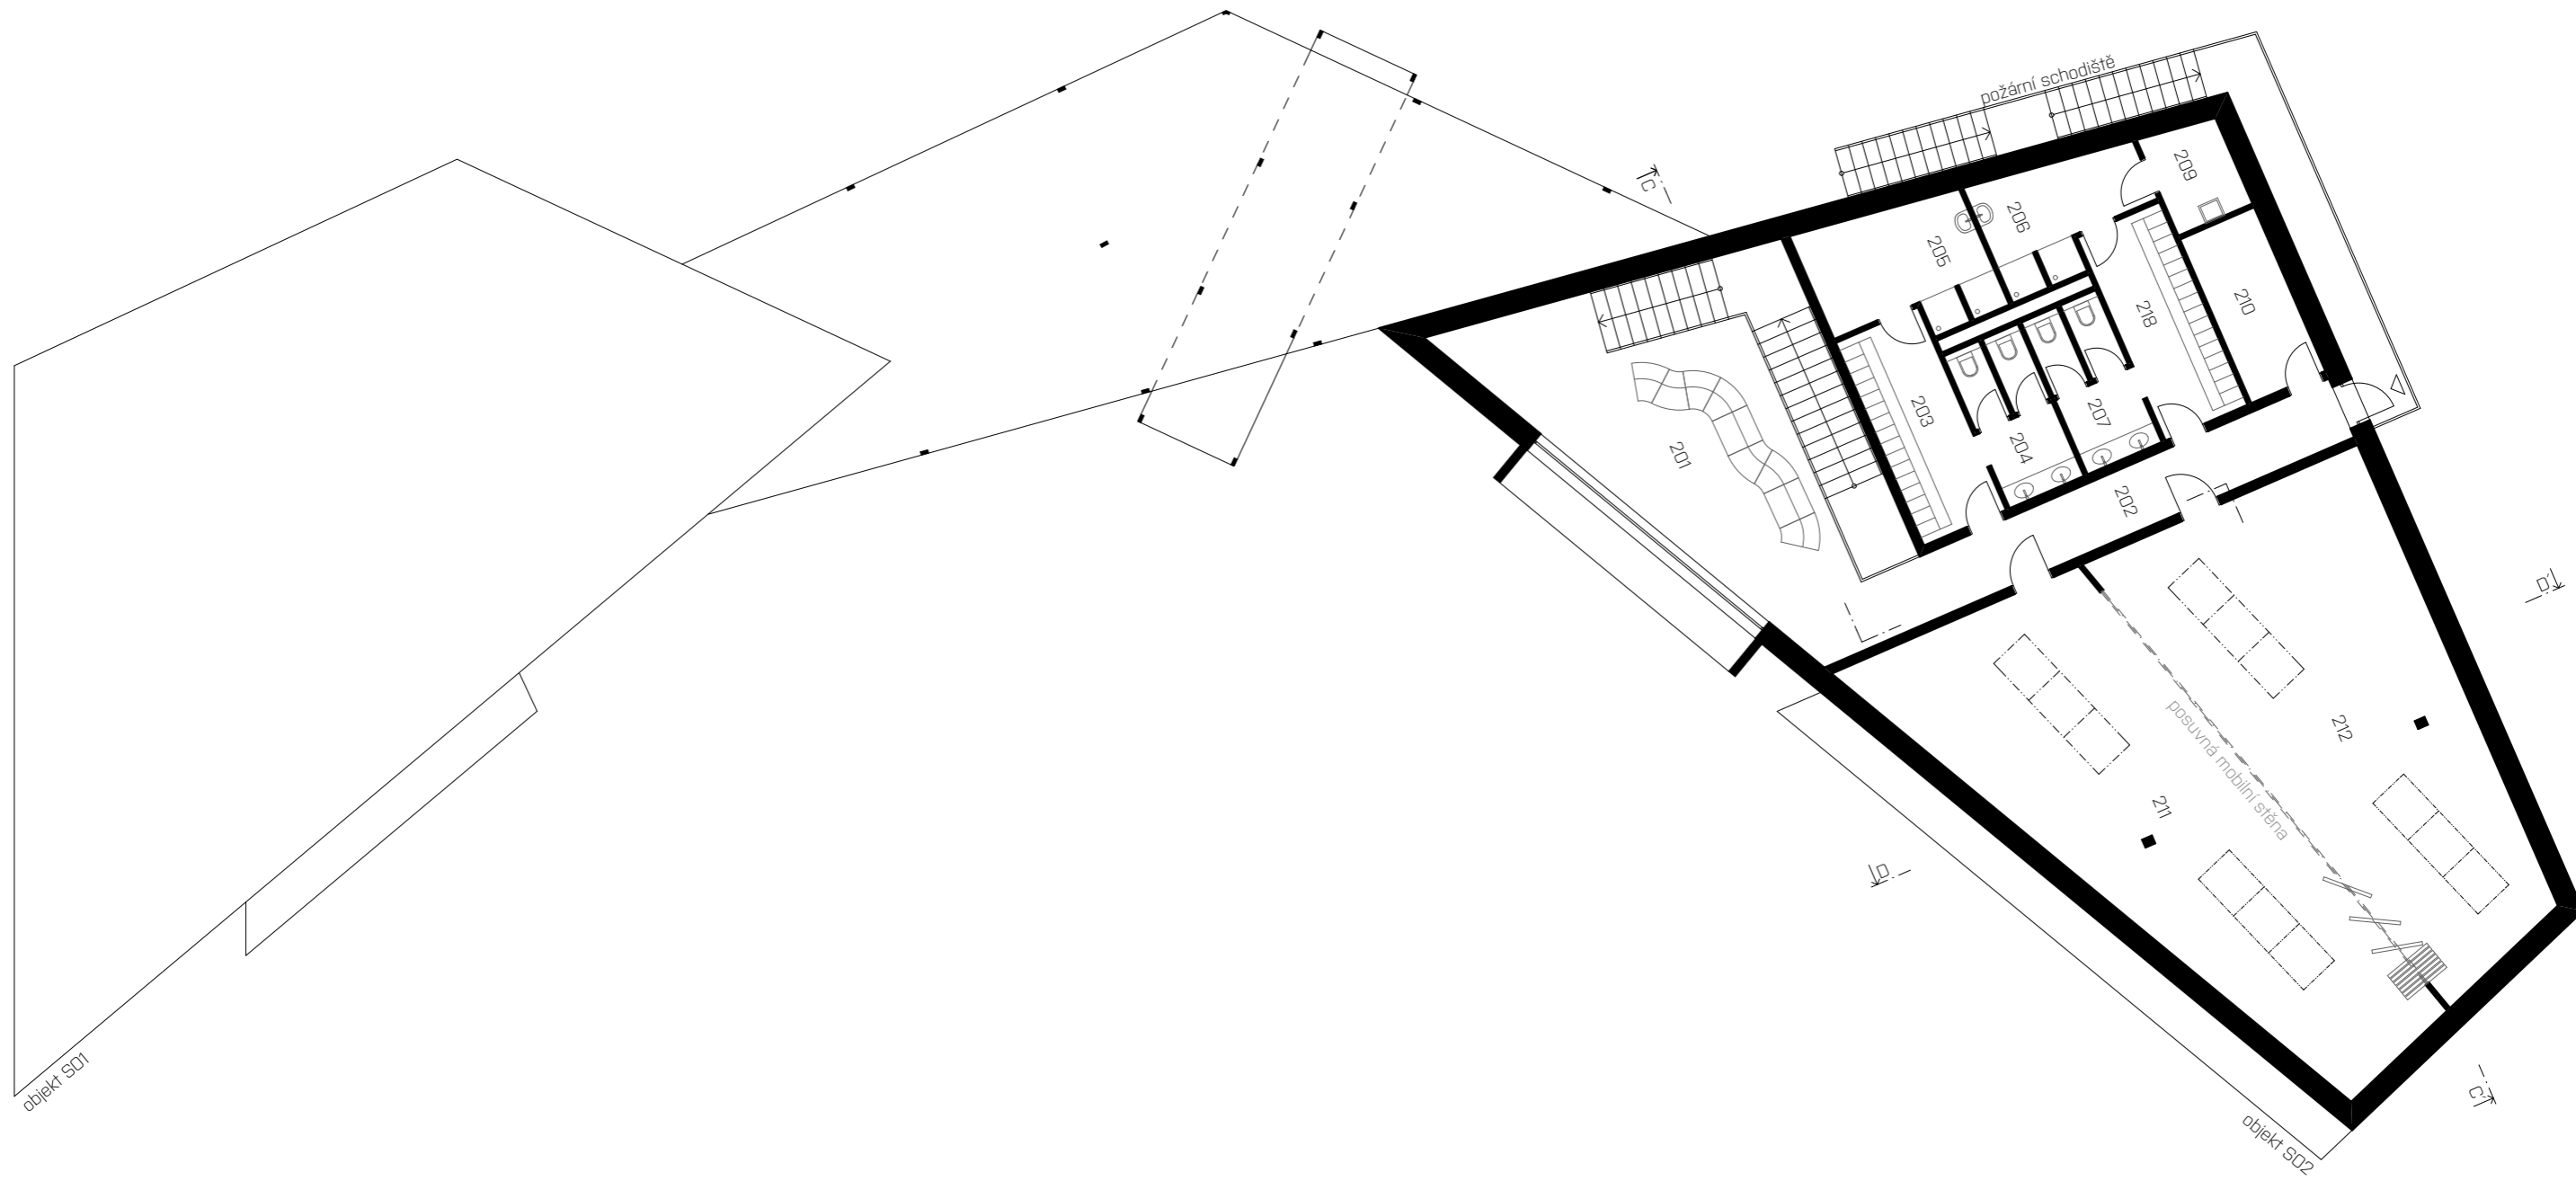 požární schodiště
C
209
206
205
210
218
203
207
201
204
202
D'
212
posuvná mobilní stěna
211
D
objekt SO1
C'
objekt SO2